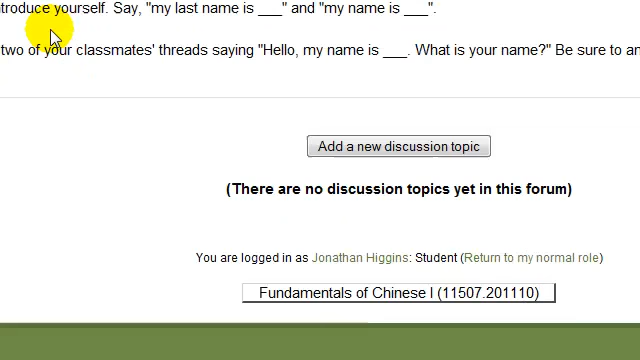 troduce yourself. Say, "my last name is ___" and "my name is ___".
two of your classmates' threads saying "Hello, my name is ___. What is your name?" Be sure to an
Add a new discussion topic
(There are no discussion topics yet in this forum)
You are logged in as Jonathan Higgins: Student (Return to my normal role)
Fundamentals of Chinese I (11507.201110)